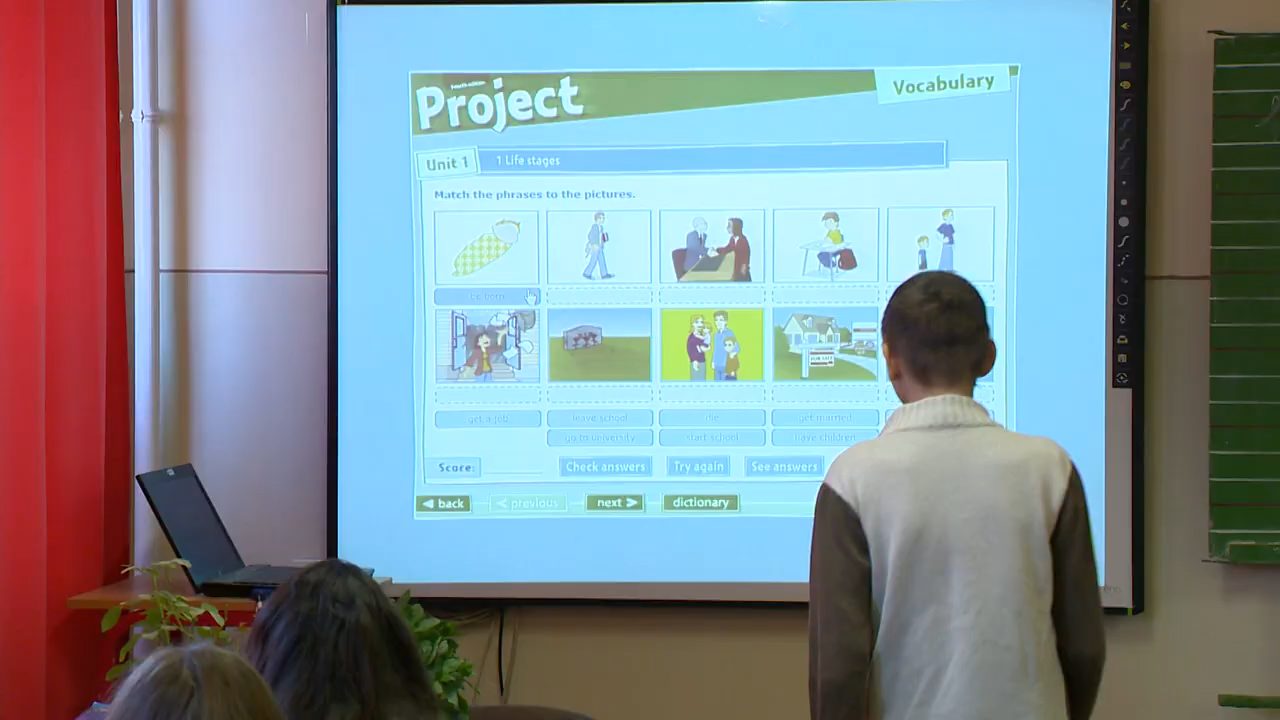 fourth edition
Project
Vocabulary
Unit 1
1 Life stages
Match the phrases to the pictures.
be born
get a job
leave school
die
get married
go to university
start school
have children
Score:
Check answers
Try again
See answers
back
previous
next
dictionary